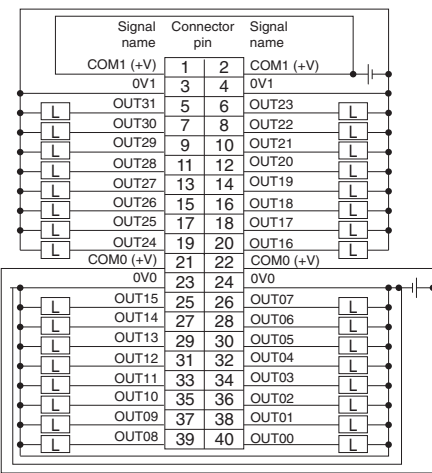 Signal name Connector pin Signal name
COM1 (+V) 1 2 COM1 (+V)
0V1 3 4 0V1
L OUT31 5 6 OUT23 L
L OUT30 7 8 OUT22 L
L OUT29 9 10 OUT21 L
L OUT28 11 12 OUT20 L
L OUT27 13 14 OUT19 L
L OUT26 15 16 OUT18 L
L OUT25 17 18 OUT17 L
L OUT24 19 20 OUT16 L
COM0 (+V) 21 22 COM0 (+V)
0V0 23 24 0V0
L OUT15 25 26 OUT07 L
L OUT14 27 28 OUT06 L
L OUT13 29 30 OUT05 L
L OUT12 31 32 OUT04 L
L OUT11 33 34 OUT03 L
L OUT10 35 36 OUT02 L
L OUT09 37 38 OUT01 L
L OUT08 39 40 OUT00 L